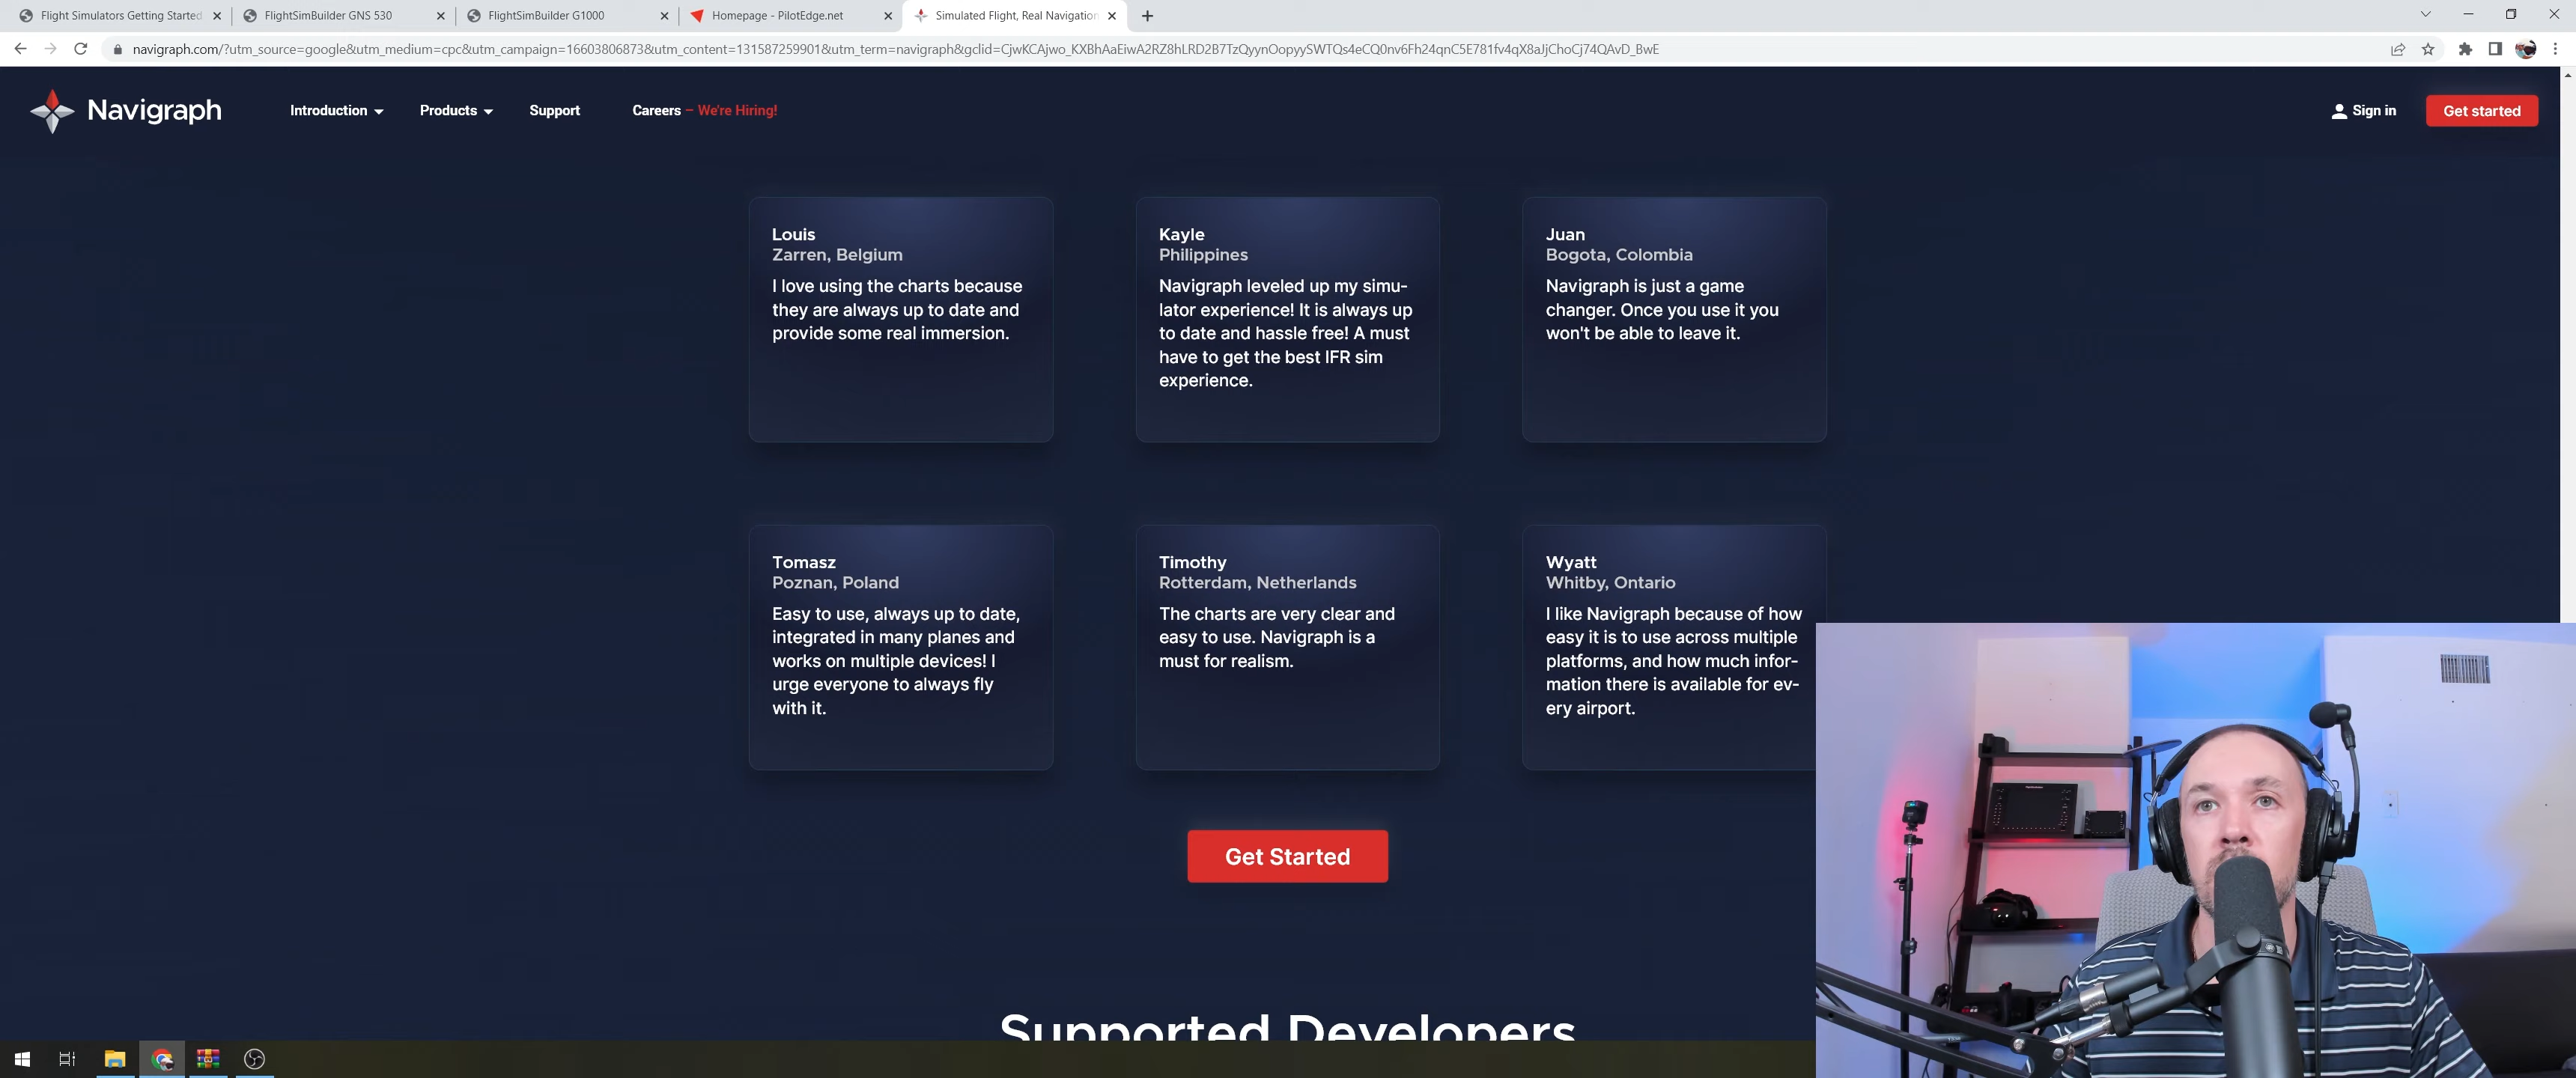 Flight Simulators Getting Started
FlightSimBuilder GNS 530
FlightSimBuilder G1000
Homepage - PilotEdge.net
Simulated Flight, Real Navigation
navigraph.com/?utm_source=google&utm_medium=cpc&utm_campaign=16603806873&utm_content=131587259901&utm_term=navigraph&gclid=CjwKCAjwo_KXBhAaEiwA2RZ8hLRD2B7TzQyynOopyySWTQs4eCQ0nv6Fh24qnC5E781fv4qX8aJjChoCj74QAvD_BwE
Navigraph
Introduction
Products
Support
Careers – We're Hiring!
Sign in
Get started
Louis
Zarren, Belgium
I love using the charts because
they are always up to date and
provide some real immersion.
Kayle
Philippines
Navigraph leveled up my simu-
lator experience! It is always up
to date and hassle free! A must
have to get the best IFR sim
experience.
Juan
Bogota, Colombia
Navigraph is just a game
changer. Once you use it you
won't be able to leave it.
Tomasz
Poznan, Poland
Easy to use, always up to date,
integrated in many planes and
works on multiple devices! I
urge everyone to always fly
with it.
Timothy
Rotterdam, Netherlands
The charts are very clear and
easy to use. Navigraph is a
must for realism.
Wyatt
Whitby, Ontario
I like Navigraph because of how
easy it is to use across multiple
platforms, and how much infor-
mation there is available for ev-
ery airport.
Get Started
Supported Developers